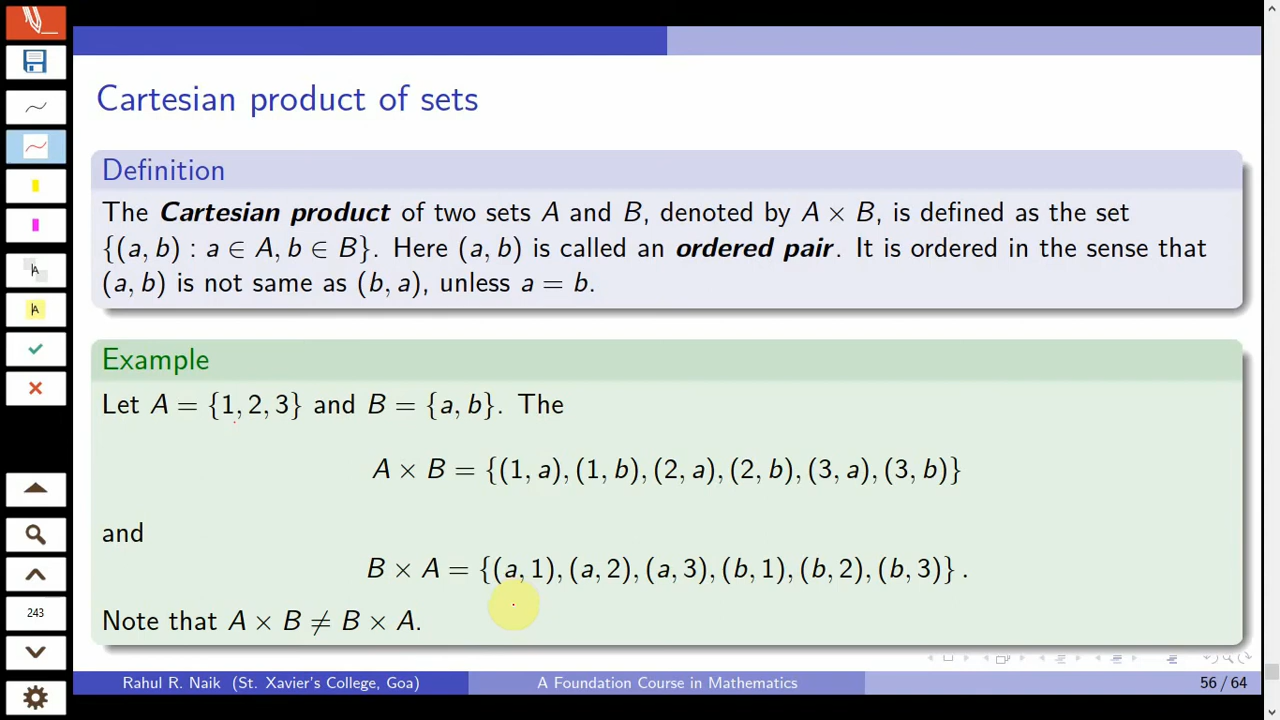 Cartesian product of sets
Definition
The Cartesian product of two sets A and B, denoted by A × B, is defined as the set
{(a, b) : a ∈ A, b ∈ B}. Here (a, b) is called an ordered pair. It is ordered in the sense that
(a, b) is not same as (b, a), unless a = b.
Example
Let A = {1, 2, 3} and B = {a, b}. The
A × B = {(1, a), (1, b), (2, a), (2, b), (3, a), (3, b)}
and
B × A = {(a, 1), (a, 2), (a, 3), (b, 1), (b, 2), (b, 3)} .
Note that A × B ≠ B × A.
243
Rahul R. Naik (St. Xavier's College, Goa) A Foundation Course in Mathematics 56 / 64